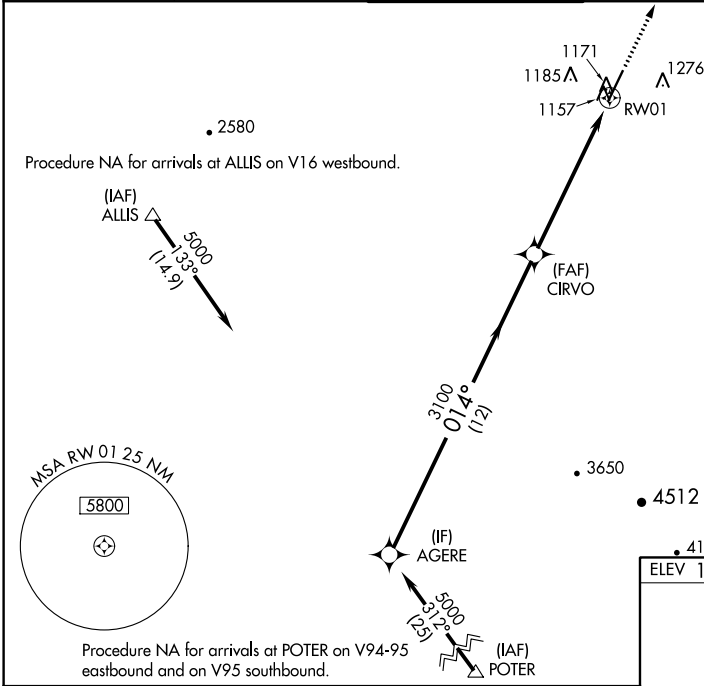 1171
1185
1276
1157
RW01
2580
Procedure NA for arrivals at ALLIS on V16 westbound.
(IAF)
ALLIS
5000
133°
(14.9)
(FAF)
CIRVO
3100
014°
(12)
MSA RW 01 25 NM
5800
3650
4512
(IF)
AGERE
41
ELEV 1
5000
312°
(25)
(IAF)
POTER
Procedure NA for arrivals at POTER on V94-95
eastbound and on V95 southbound.